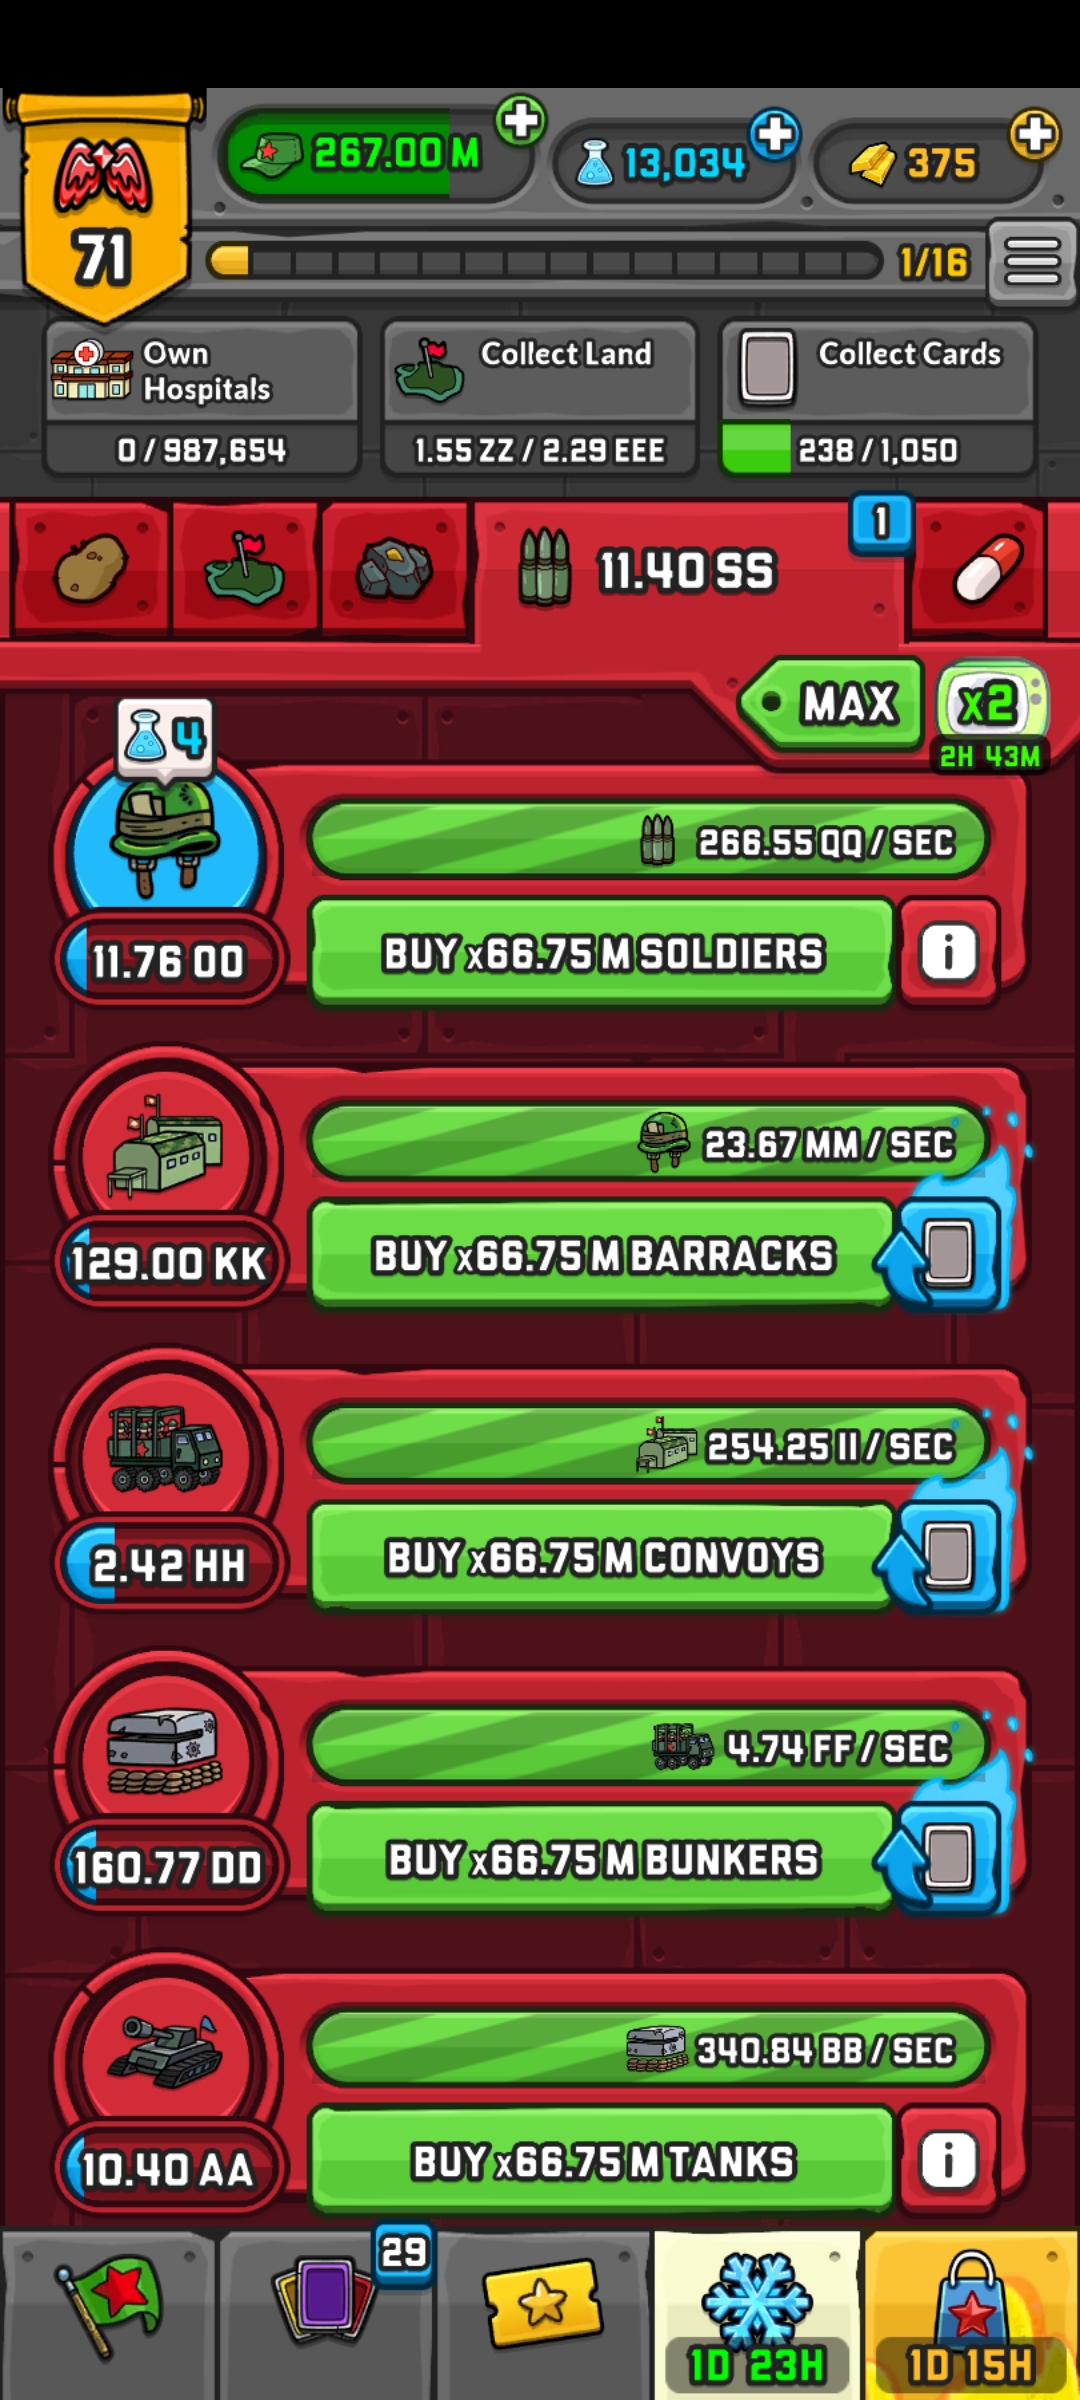 267.00 M
13,034
375
71
1/16
Own
Hospitals
0 / 987,654
Collect Land
1.55 ZZ / 2.29 EEE
Collect Cards
238 / 1,050
11.40 SS
1
MAX
x2
2H 43M
4
266.55 QQ / SEC
11.76 OO
BUY x66.75 M SOLDIERS
i
23.67 MM / SEC
129.00 KK
BUY x66.75 M BARRACKS
254.25 II / SEC
2.42 HH
BUY x66.75 M CONVOYS
4.74 FF / SEC
160.77 DD
BUY x66.75 M BUNKERS
340.84 BB / SEC
10.40 AA
BUY x66.75 M TANKS
i
29
1D 23H
1D 15H